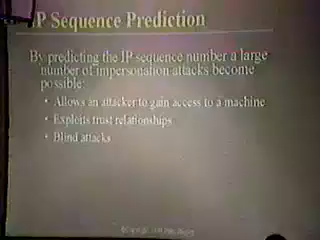 IP Sequence Prediction
By predicting the IP sequence number a large
number of impersonation attacks become
possible:
• Allows an attacker to gain access to a machine
• Exploits trust relationships
• Blind attacks